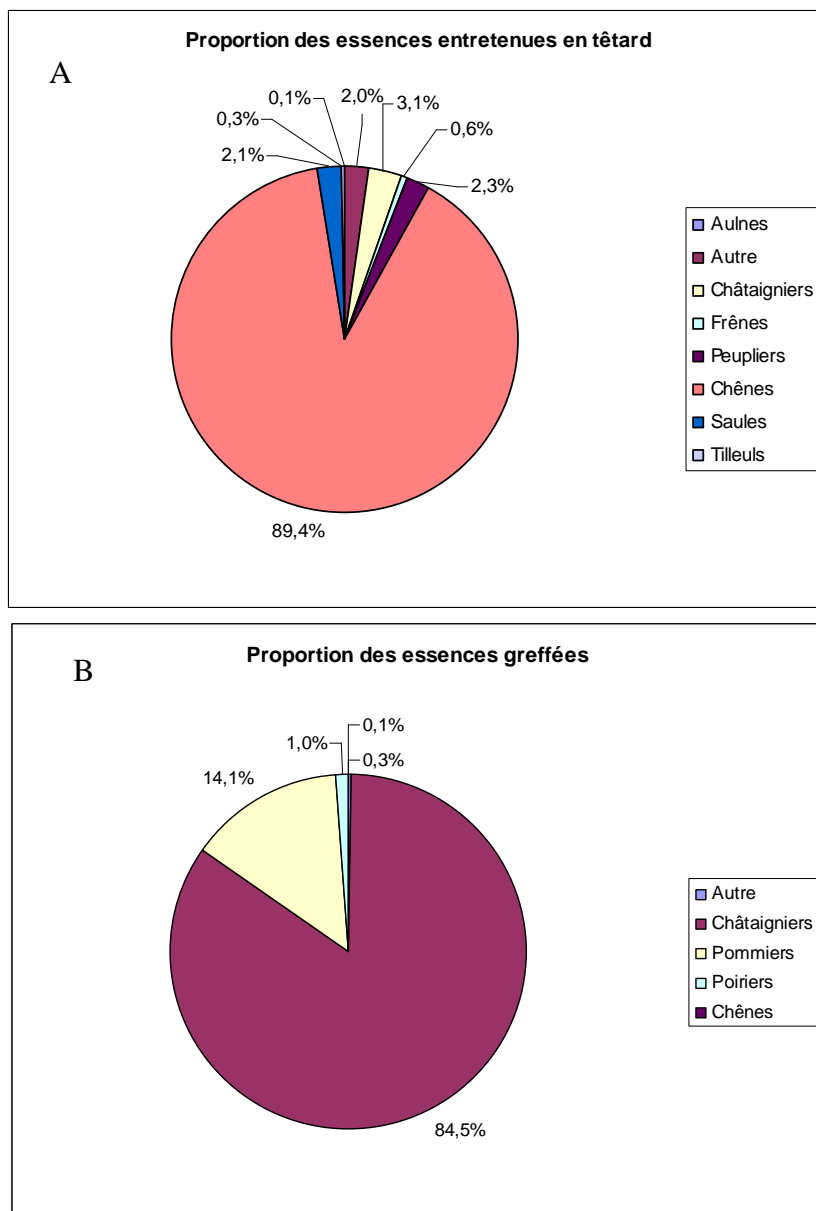 Proportion des essences entretenues en têtard
A
0,1%
2,0%
3,1%
0,3%
0,6%
2,1%
2,3%
89,4%
Aulnes
Autre
Châtaigniers
Frênes
Peupliers
Chênes
Saules
Tilleuls
Proportion des essences greffées
B
0,1%
1,0%
0,3%
14,1%
84,5%
Autre
Châtaigniers
Pommiers
Poiriers
Chênes